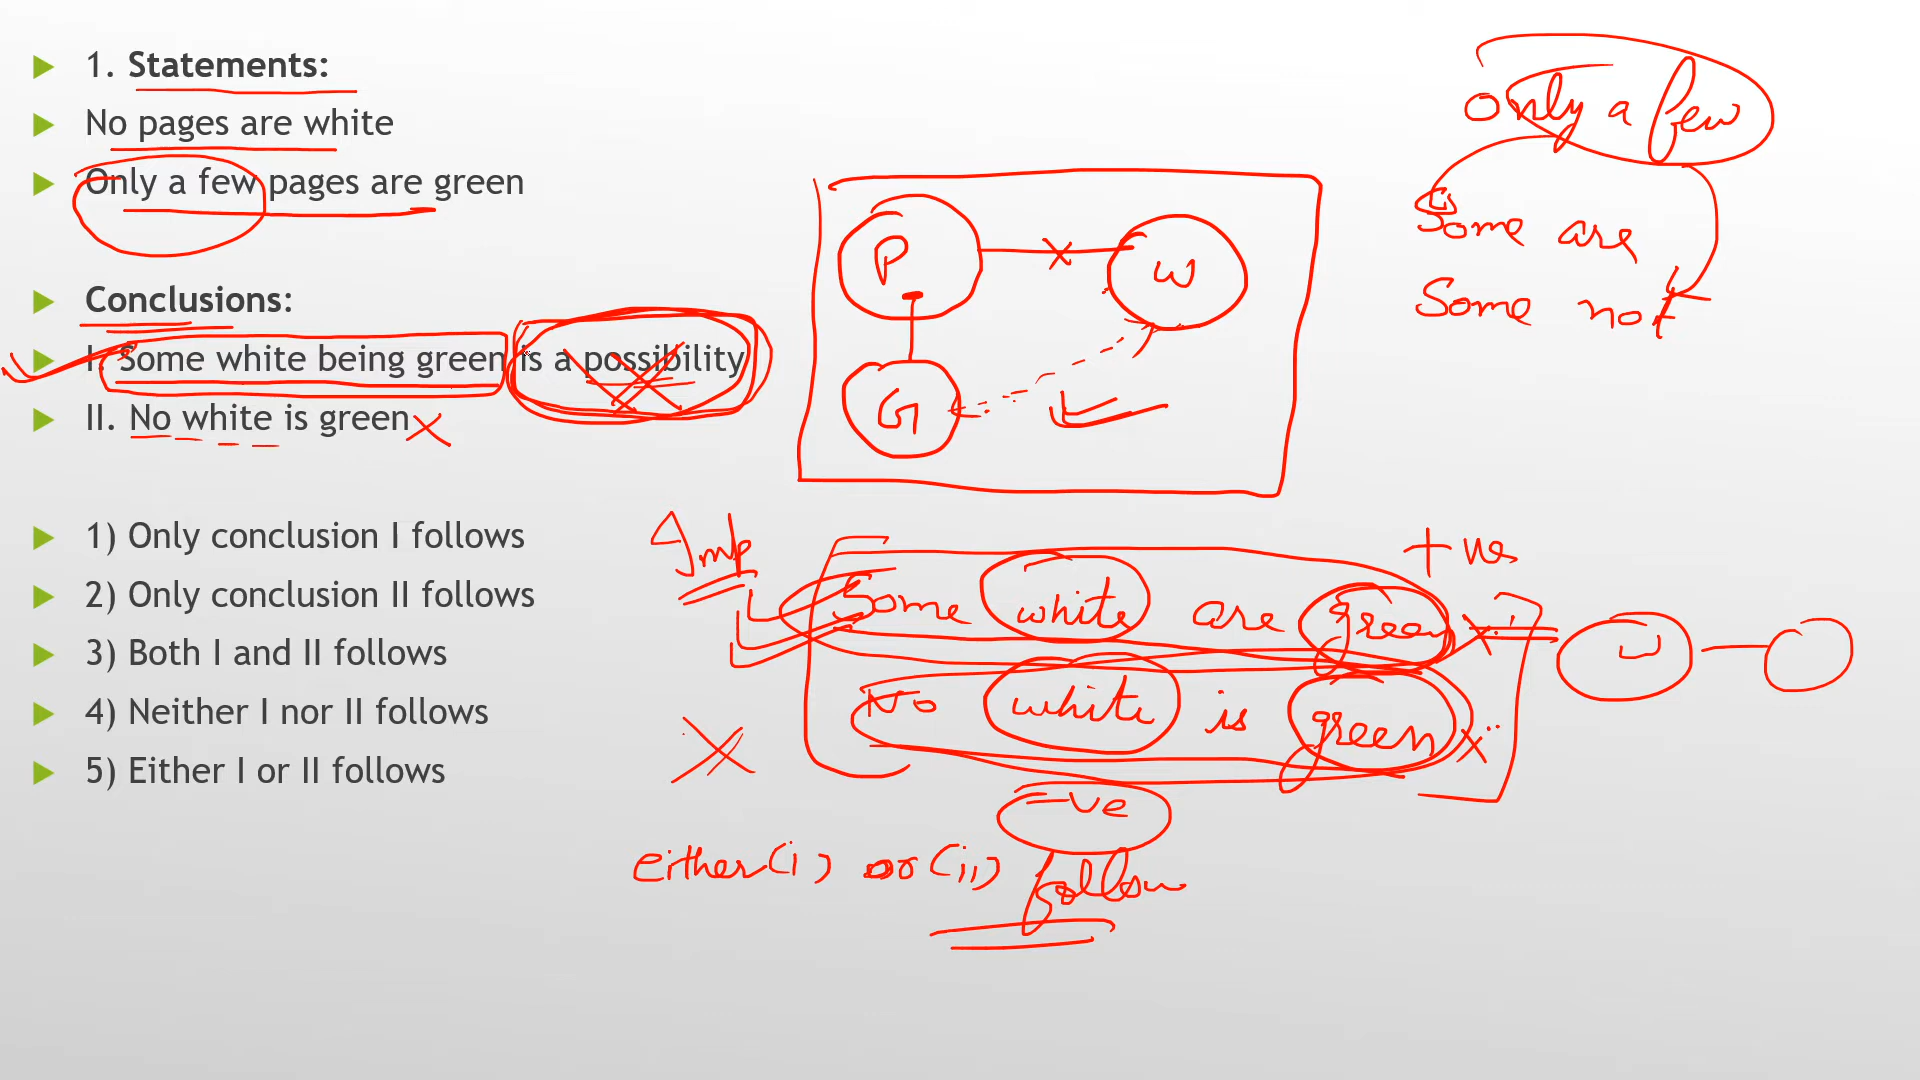 1. Statements:
No pages are white
Only a few pages are green
Conclusions:
I. Some white being green is a possibility
II. No white is green
1) Only conclusion I follows
2) Only conclusion II follows
3) Both I and II follows
4) Neither I nor II follows
5) Either I or II follows
only a few
Some are
Some not
P
W
G
Imp
+ve
Some white are green
W
No white is green
-ve
either (i) or (ii) follow